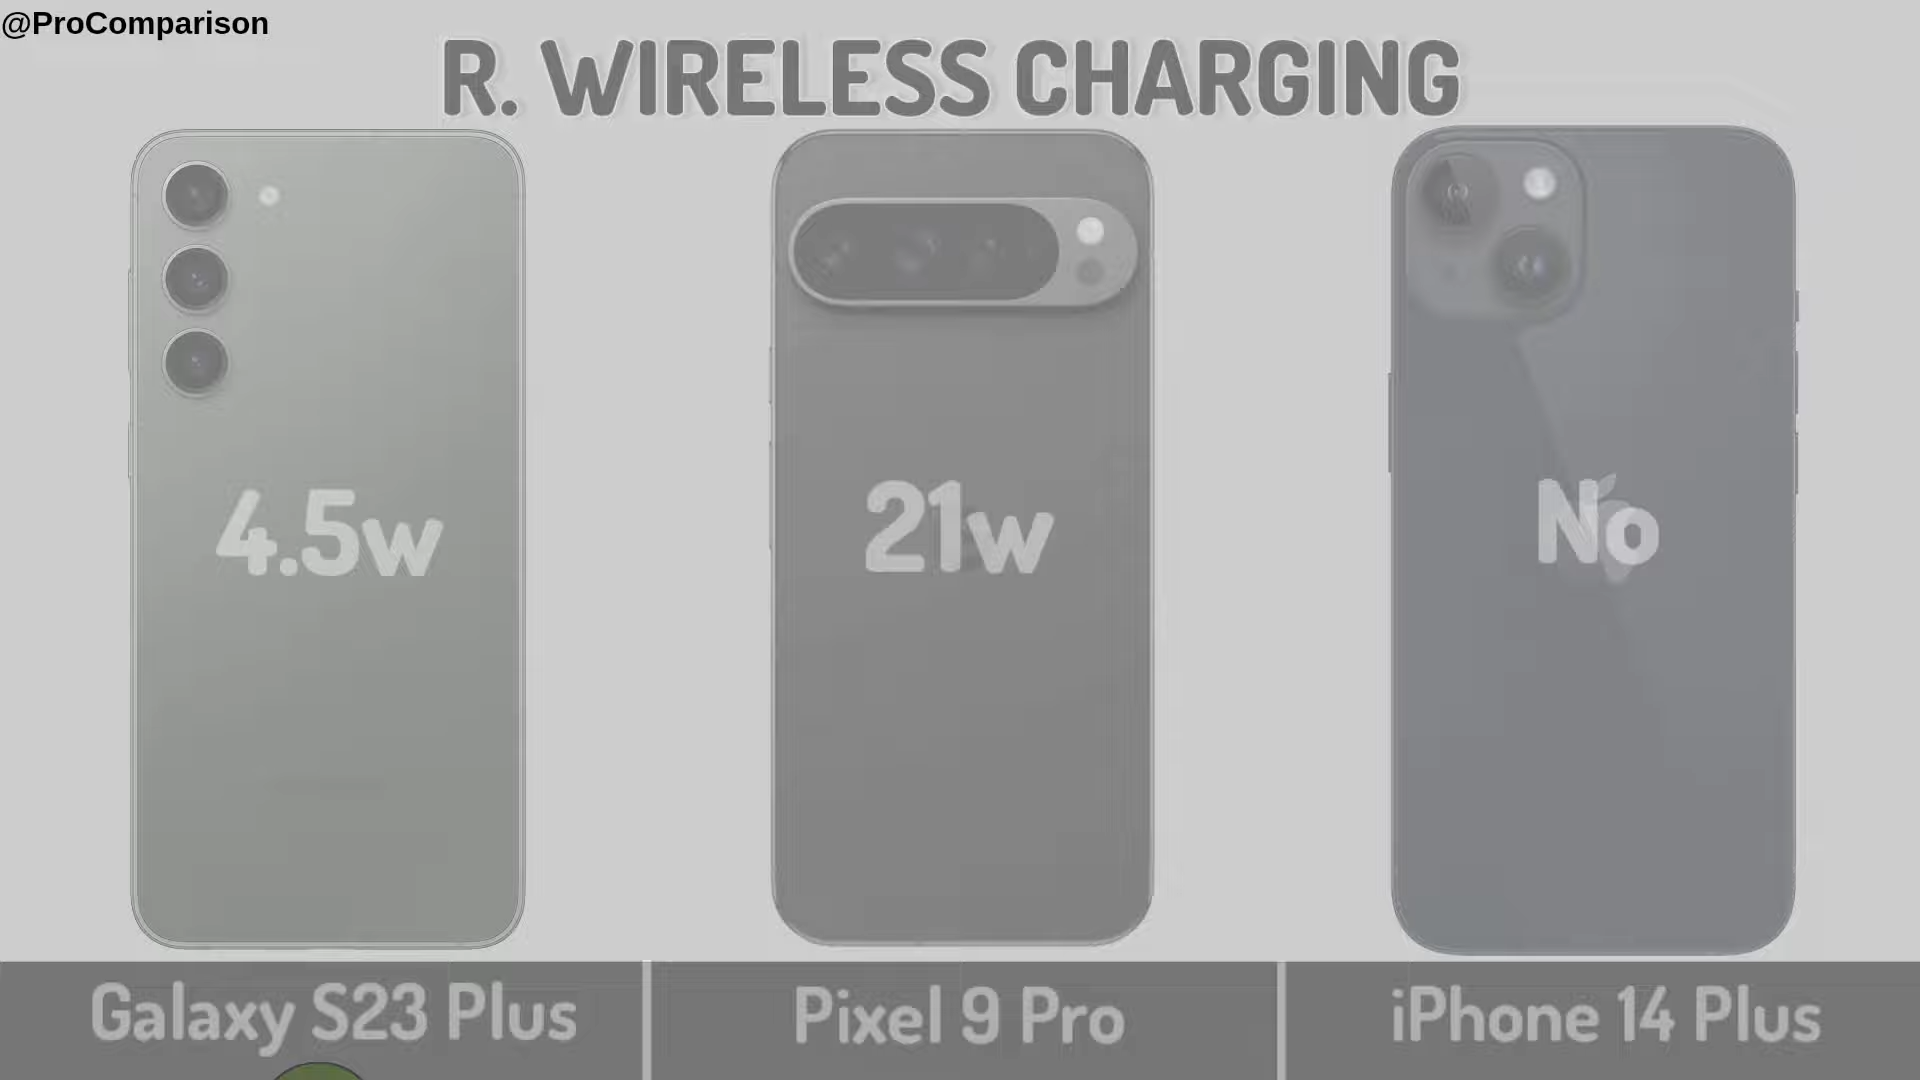 @ProComparison
R. WIRELESS CHARGING
4.5w
21w
No
Galaxy S23 Plus
Pixel 9 Pro
iPhone 14 Plus